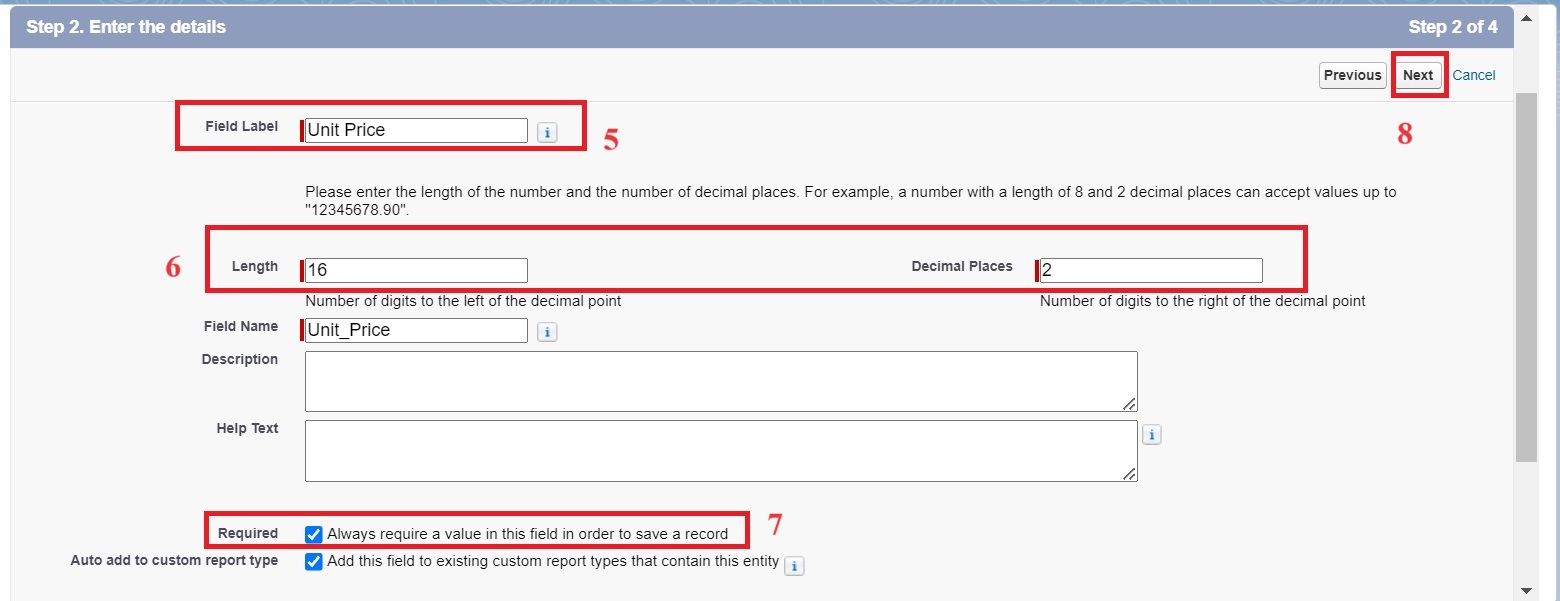 Step 2. Enter the details
Step 2 of 4
Previous
Next
Cancel
Field Label
Unit Price
i
5
8
Please enter the length of the number and the number of decimal places. For example, a number with a length of 8 and 2 decimal places can accept values up to
"12345678.90".
6
Length
16
Decimal Places
2
Number of digits to the left of the decimal point
Number of digits to the right of the decimal point
Field Name
Unit_Price
i
Description
Help Text
i
Required
Always require a value in this field in order to save a record
7
Auto add to custom report type
Add this field to existing custom report types that contain this entity
i